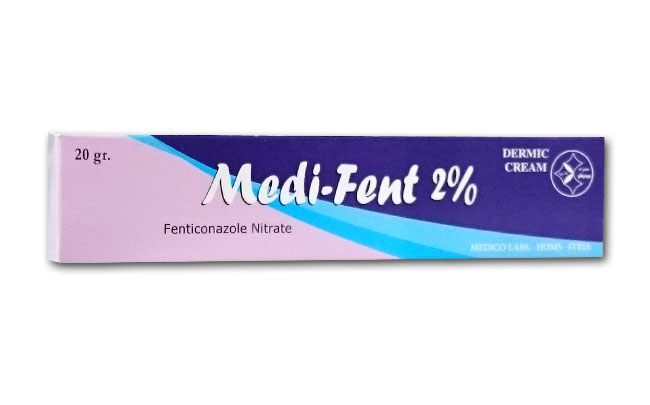 20 gr.
DERMIC
CREAM
Medi-Fent 2%
Fenticonazole Nitrate
MEDICO LABS. - HOMS - SYRIA